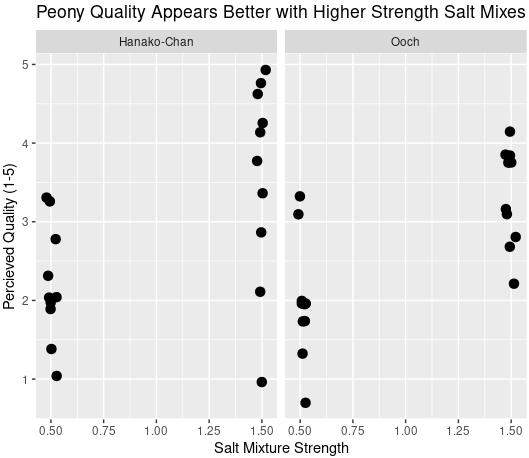 Peony Quality Appears Better with Higher Strength Salt Mixes
Hanako-Chan
Ooch
Percieved Quality (1-5)
5
4
3
2
1
0.50 0.75 1.00 1.25 1.50
0.50 0.75 1.00 1.25 1.50
Salt Mixture Strength